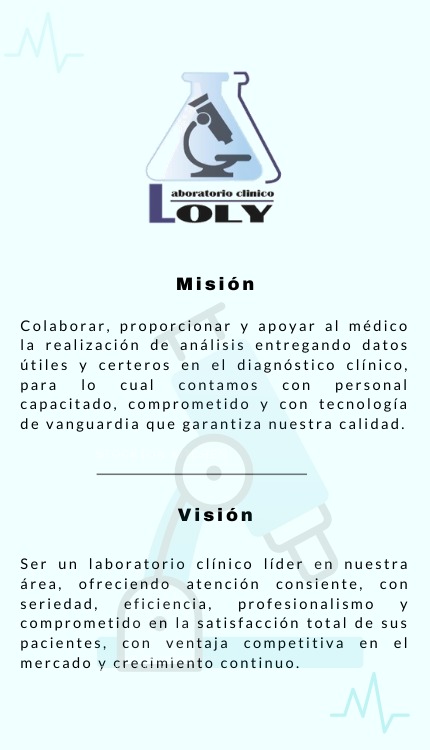 Laboratorio clinico
LOLY
Misión
Colaborar, proporcionar y apoyar al médico
la realización de análisis entregando datos
útiles y certeros en el diagnóstico clínico,
para lo cual contamos con personal
capacitado, comprometido y con tecnología
de vanguardia que garantiza nuestra calidad.
Visión
Ser un laboratorio clínico líder en nuestra
área, ofreciendo atención consiente, con
seriedad, eficiencia, profesionalismo y
comprometido en la satisfacción total de sus
pacientes, con ventaja competitiva en el
mercado y crecimiento continuo.